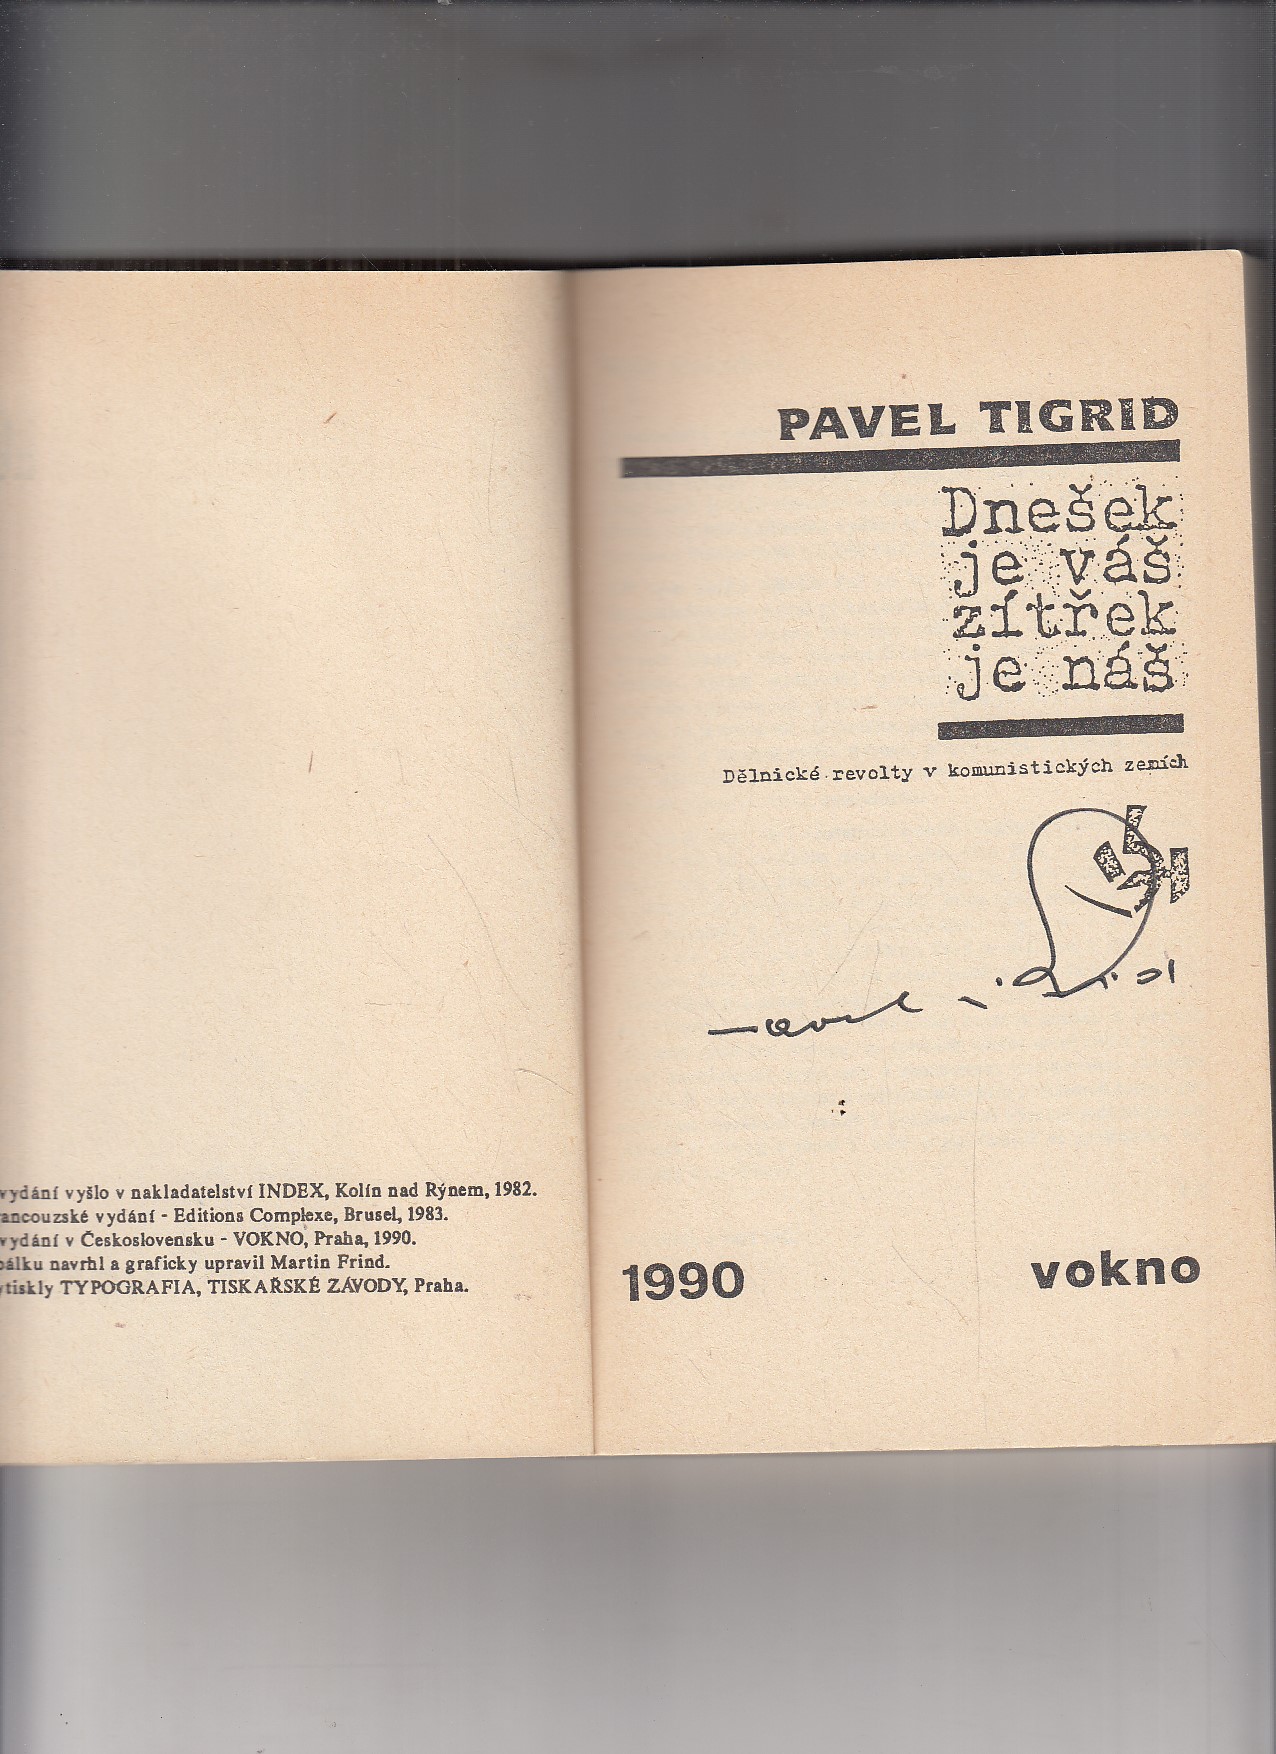 vydání vyšlo v nakladatelství INDEX, Kolín nad Rýnem, 1982.
ancouzské vydání - Editions Complexe, Brusel, 1983.
vydání v Československu - VOKNO, Praha, 1990.
álku navrhl a graficky upravil Martin Frind.
tiskly TYPOGRAFIA, TISKAŘSKÉ ZÁVODY, Praha.
PAVEL TIGRID
Dnešek
je váš
zítřek
je náš
Dělnické revolty v komunistických zemích
1990
vokno